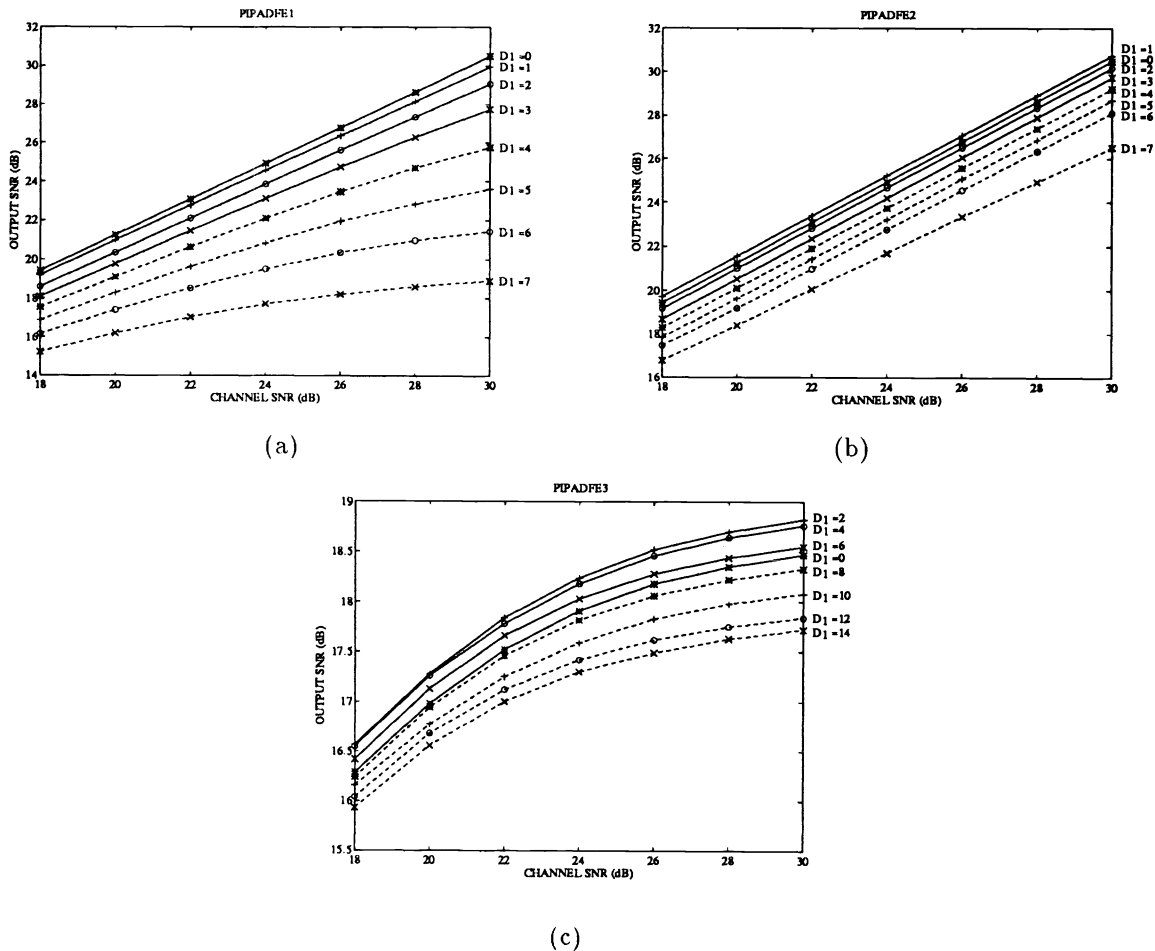 PIPADFE1
32
30
28
26
24
22
20
18
16
14
OUTPUT SNR (dB)
18 20 22 24 26 28 30
CHANNEL SNR (dB)
D1 =0
D1 =1
D1 =2
D1 =3
D1 =4
D1 =5
D1 =6
D1 =7
(a)
PIPADFE2
32
30
28
26
24
22
20
18
16
OUTPUT SNR (dB)
18 20 22 24 26 28 30
CHANNEL SNR (dB)
D1 =1
D1 =0
D1 =2
D1 =3
D1 =4
D1 =5
D1 =6
D1 =7
(b)
PIPADFE3
19
18.5
18
17.5
17
16.5
16
15.5
OUTPUT SNR (dB)
18 20 22 24 26 28 30
CHANNEL SNR (dB)
D1 =2
D1 =4
D1 =6
D1 =0
D1 =8
D1 =10
D1 =12
D1 =14
(c)